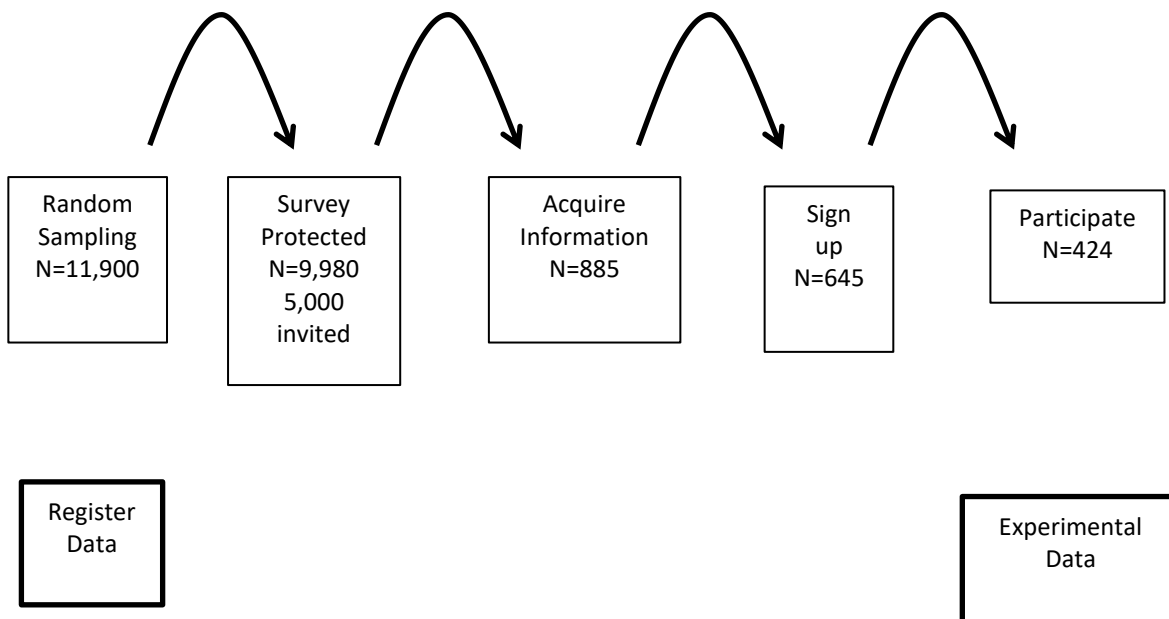 Random
Sampling
N=11,900
Survey
Protected
N=9,980
5,000
invited
Acquire
Information
N=885
Sign
up
N=645
Participate
N=424
Register
Data
Experimental
Data